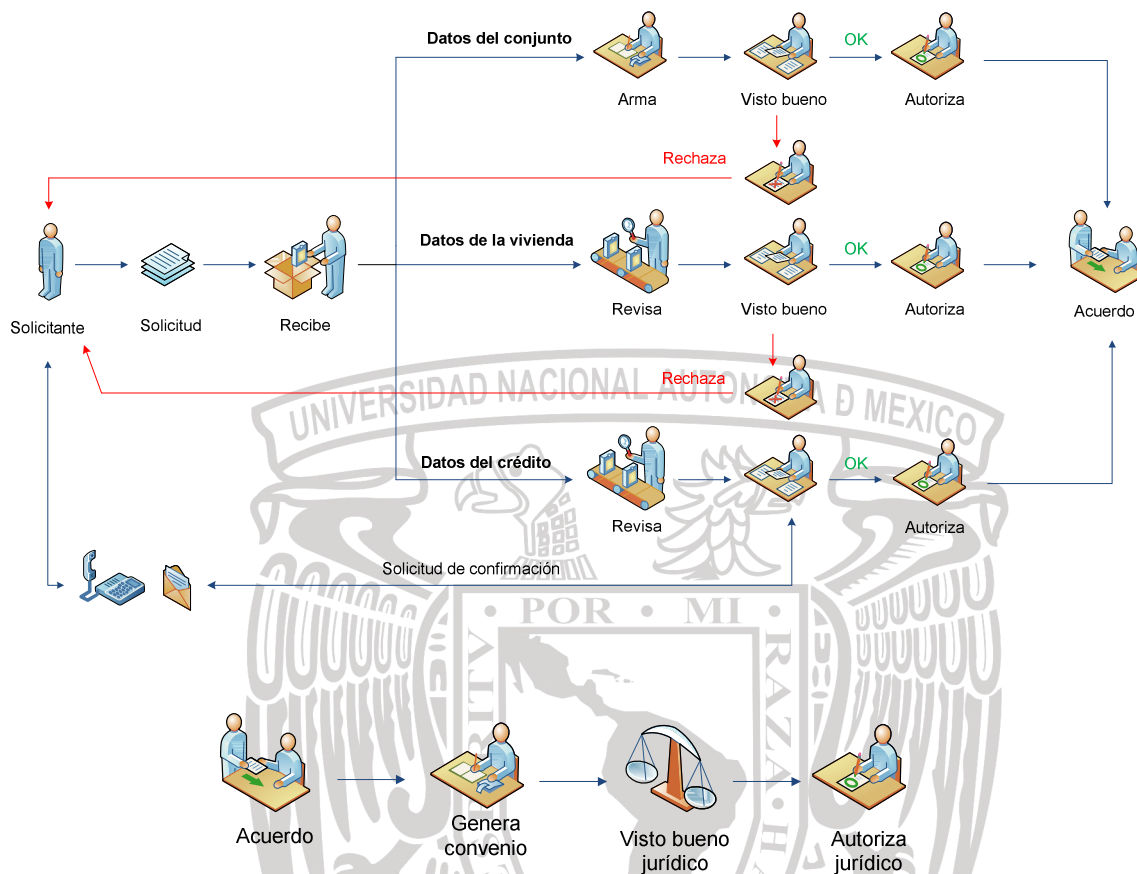 Datos del conjunto
OK
Arma
Visto bueno
Autoriza
Rechaza
Datos de la vivienda
OK
Solicitante
Solicitud
Recibe
Revisa
Visto bueno
Autoriza
Acuerdo
Rechaza
UNIVERSIDAD NACIONAL AUTONOMA Đ MEXICO
Datos del crédito
OK
Revisa
Autoriza
Solicitud de confirmación
· POR · MI ·
RAZA · HA
ESPIRITV
Acuerdo
Genera
convenio
Visto bueno
jurídico
Autoriza
jurídico